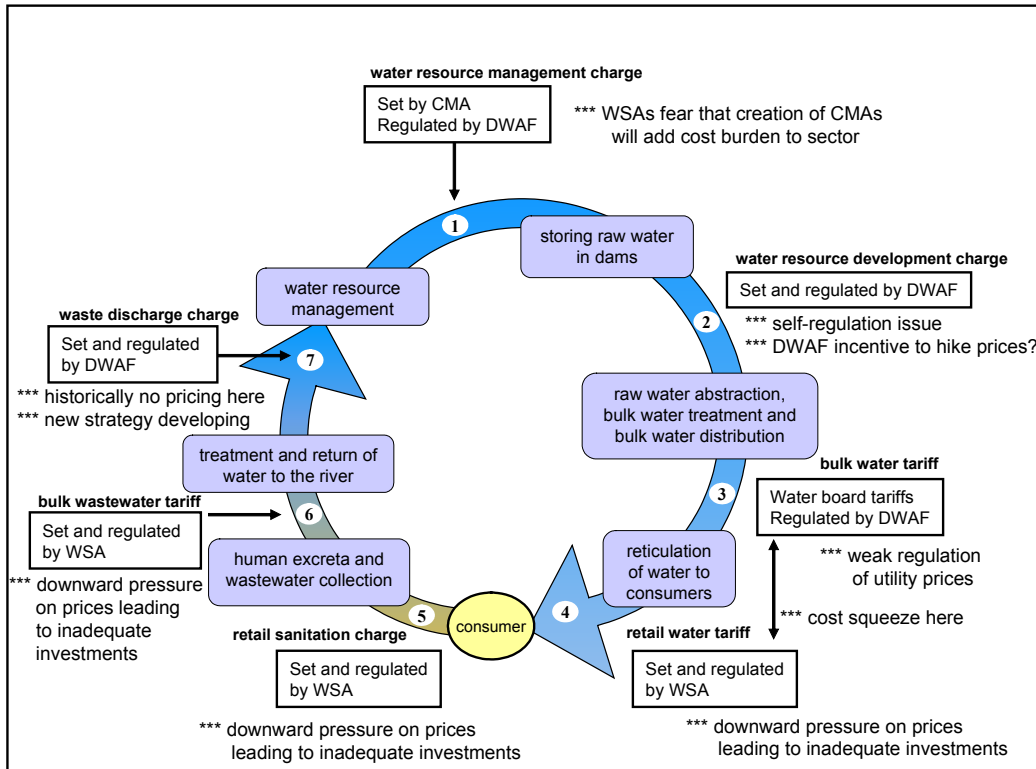 water resource management charge
Set by CMA
Regulated by DWAF
*** WSAs fear that creation of CMAs
will add cost burden to sector
1
storing raw water
in dams
water resource development charge
Set and regulated by DWAF
2
*** self-regulation issue
*** DWAF incentive to hike prices?
raw water abstraction,
bulk water treatment and
bulk water distribution
bulk water tariff
3
Water board tariffs
Regulated by DWAF
*** weak regulation
of utility prices
*** cost squeeze here
reticulation
of water to
consumers
4
retail water tariff
Set and regulated
by WSA
*** downward pressure on prices
leading to inadequate investments
consumer
5
retail sanitation charge
Set and regulated
by WSA
*** downward pressure on prices
leading to inadequate investments
human excreta and
wastewater collection
6
bulk wastewater tariff
Set and regulated
by WSA
*** downward pressure
on prices leading
to inadequate
investments
treatment and return of
water to the river
7
waste discharge charge
Set and regulated
by DWAF
*** historically no pricing here
*** new strategy developing
water resource
management